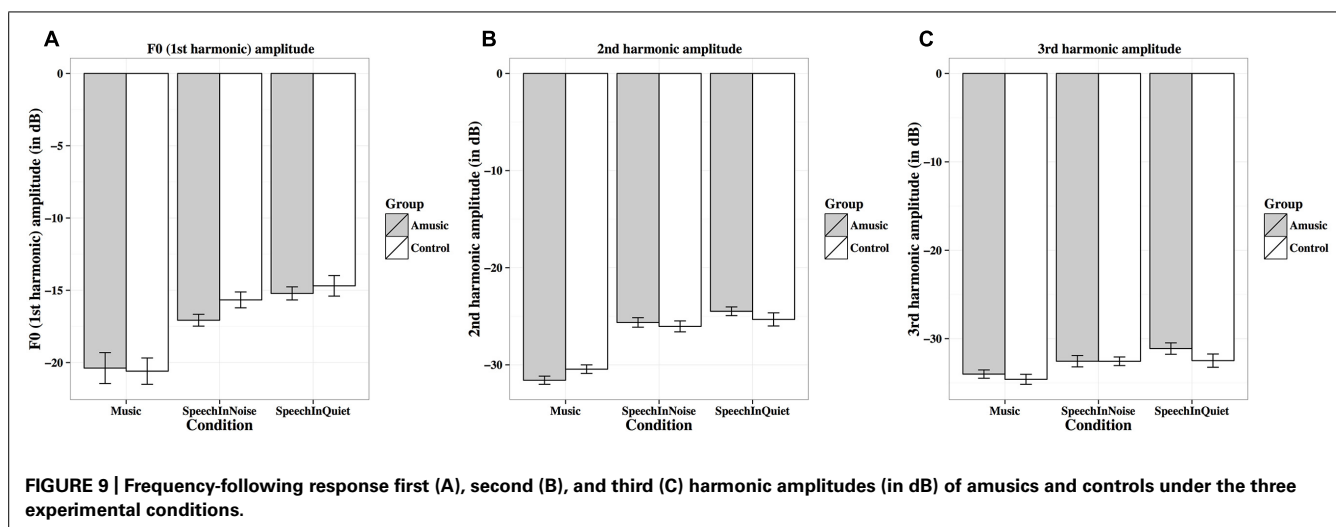 A
F0 (1st harmonic) amplitude
F0 (1st harmonic) amplitude (in dB)
0
−5
−10
−15
−20
Music SpeechInNoise SpeechInQuiet
Condition
Group
Amusic
Control
B
2nd harmonic amplitude
2nd harmonic amplitude (in dB)
0
−10
−20
−30
Music SpeechInNoise SpeechInQuiet
Condition
Group
Amusic
Control
C
3rd harmonic amplitude
3rd harmonic amplitude (in dB)
0
−10
−20
−30
Music SpeechInNoise SpeechInQuiet
Condition
Group
Amusic
Control
FIGURE 9 | Frequency-following response first (A), second (B), and third (C) harmonic amplitudes (in dB) of amusics and controls under the three
experimental conditions.